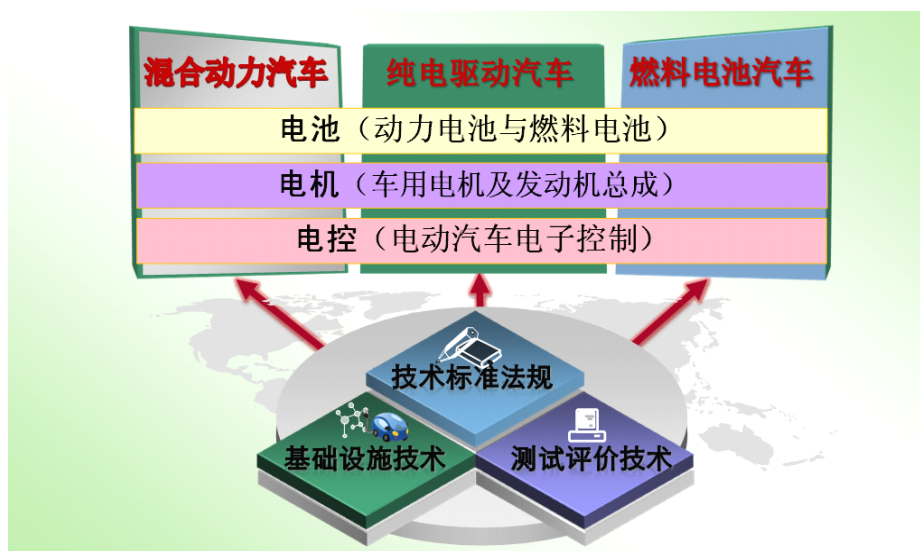 混合动力汽车
纯电驱动汽车
燃料电池汽车
电池（动力电池与燃料电池）
电机（车用电机及发动机总成）
电控（电动汽车电子控制）
技术标准法规
基础设施技术
测试评价技术